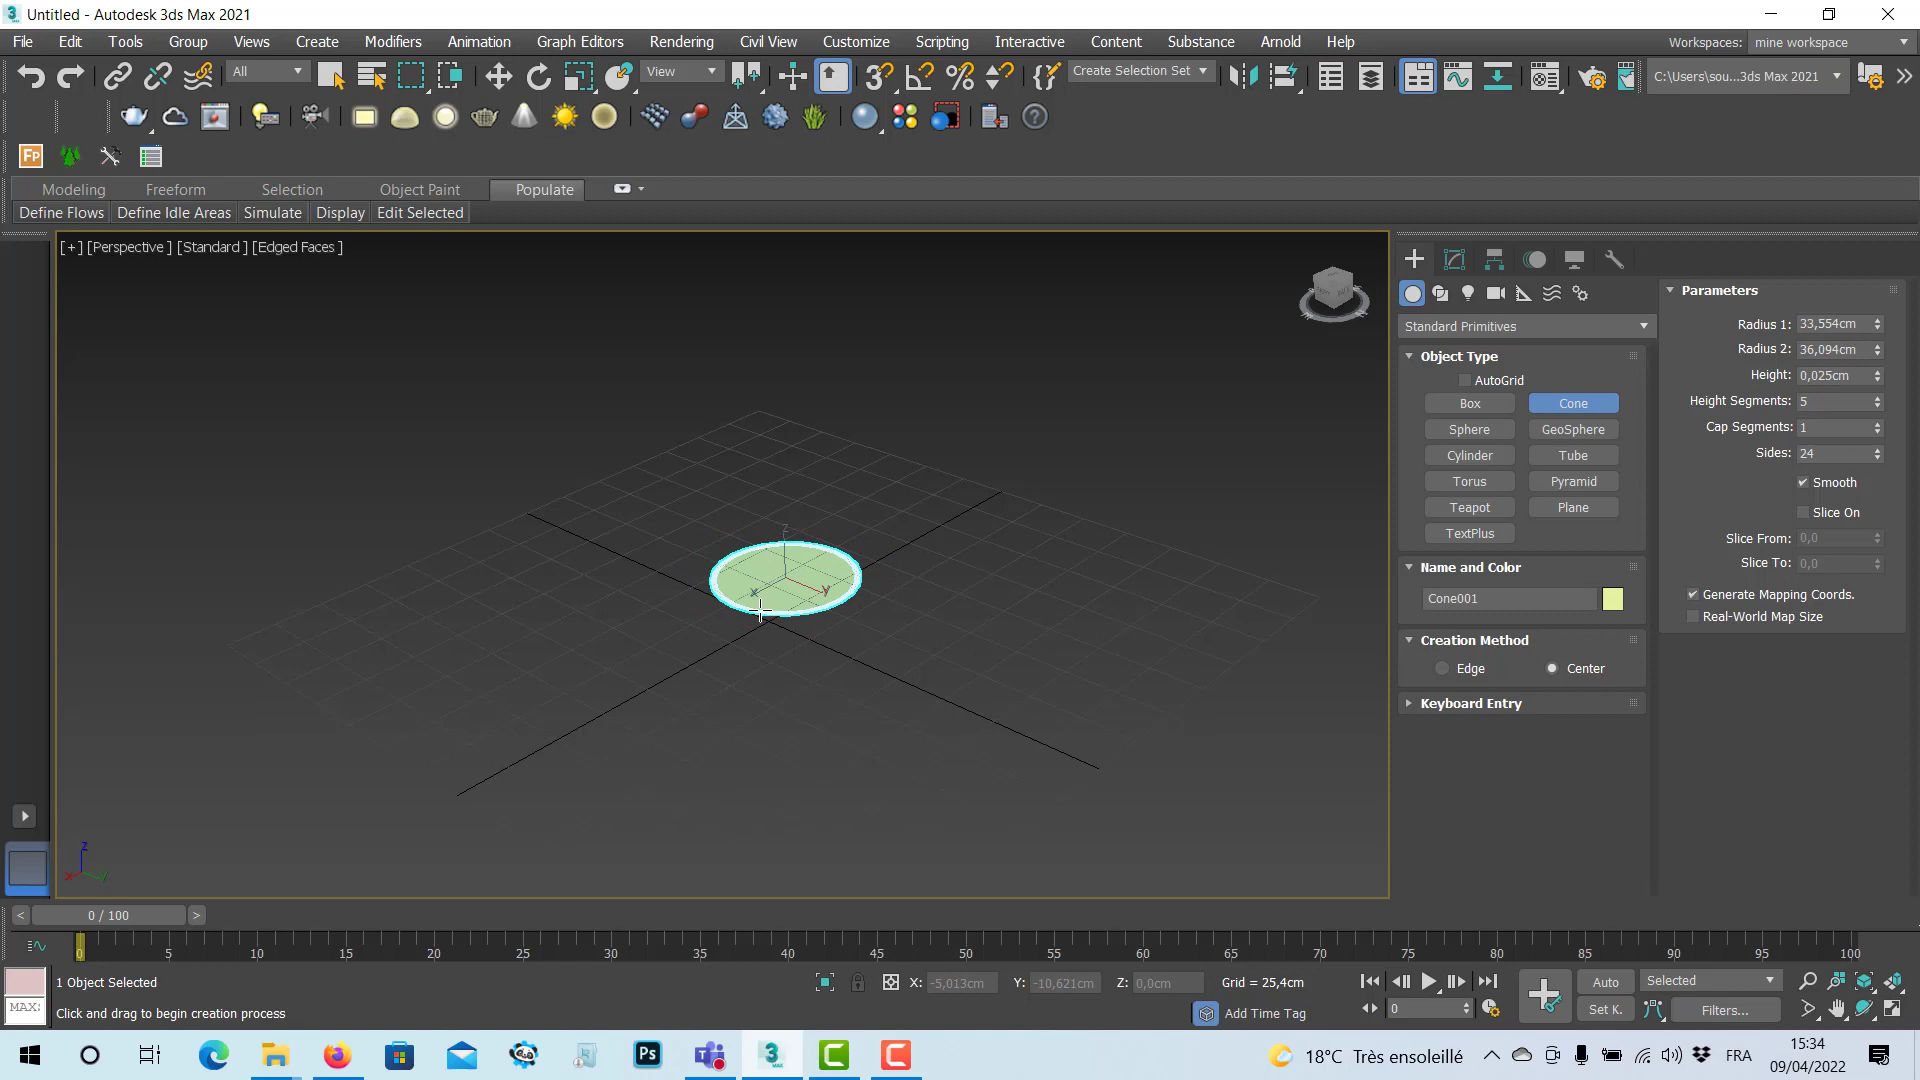 Untitled - Autodesk 3ds Max 2021
File Edit Tools Group Views Create Modifiers Animation Graph Editors Rendering Civil View Customize Scripting Interactive Content Substance Arnold Help Workspaces: mine workspace
All View Create Selection Set C:\Users\sou...3ds Max 2021
Fp
Modeling Freeform Selection Object Paint Populate
Define Flows Define Idle Areas Simulate Display Edit Selected
[+] [Perspective ] [Standard ] [Edged Faces ]
Standard Primitives
Object Type
AutoGrid
Box Cone
Sphere GeoSphere
Cylinder Tube
Torus Pyramid
Teapot Plane
TextPlus
Name and Color
Cone001
Creation Method
Edge Center
Keyboard Entry
Parameters
Radius 1: 33,554cm
Radius 2: 36,094cm
Height: 0,025cm
Height Segments: 5
Cap Segments: 1
Sides: 24
Smooth
Slice On
Slice From: 0,0
Slice To: 0,0
Generate Mapping Coords.
Real-World Map Size
z
x y
z
x y
< 0 / 100 >
0 5 10 15 20 25 30 35 40 45 50 55 60 65 70 75 80 85 90 95 100
1 Object Selected X: -5,013cm Y: -10,621cm Z: 0,0cm Grid = 25,4cm Auto Selected
MAX: Click and drag to begin creation process Add Time Tag 0 Set K. Filters...
Ps 3 MAX C C 18°C Très ensoleillé FRA 15:34
09/04/2022